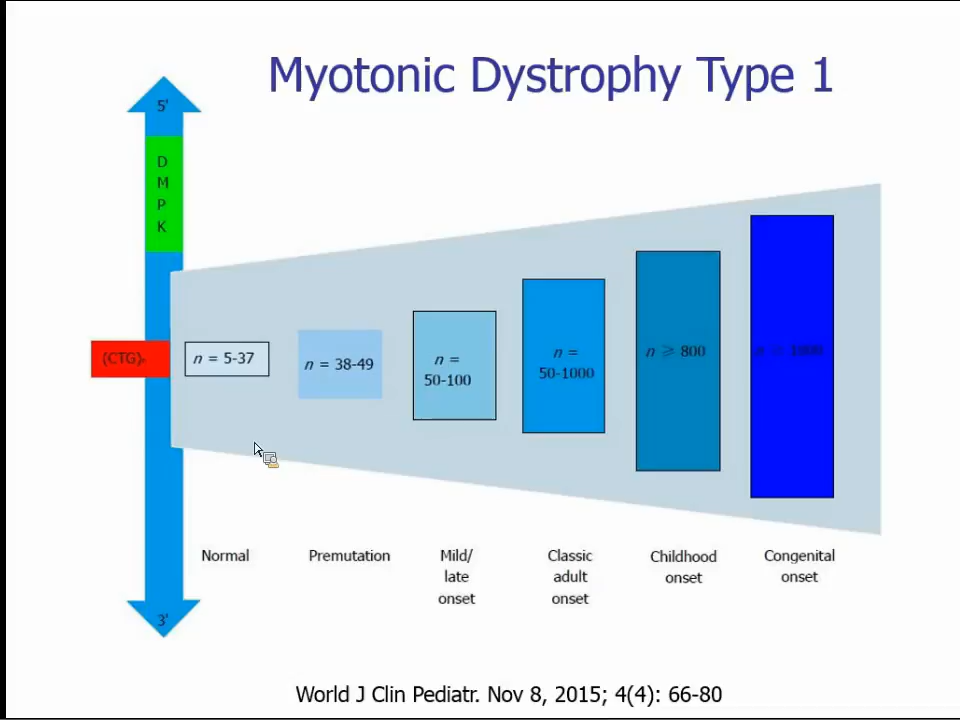 Myotonic Dystrophy Type 1
5'
D
M
P
K
(CTG)ₙ
n = 5-37
n = 38-49
n =
50-100
n =
50-1000
n ⩾ 800
1000
Normal
Premutation
Mild/
late
onset
Classic
adult
onset
Childhood
onset
Congenital
onset
3'
World J Clin Pediatr. Nov 8, 2015; 4(4): 66-80